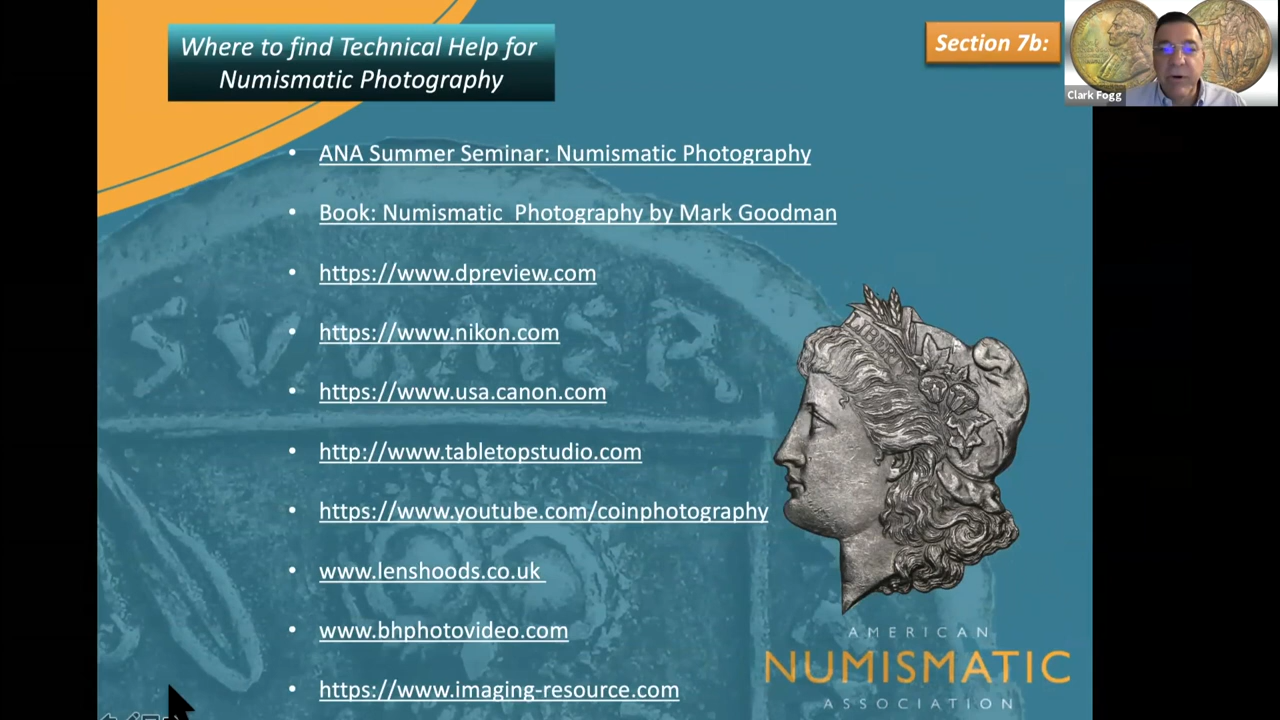 Where to find Technical Help for
Numismatic Photography
Section 7b:
Clark Fogg
• ANA Summer Seminar: Numismatic Photography
• Book: Numismatic Photography by Mark Goodman
• https://www.dpreview.com
• https://www.nikon.com
• https://www.usa.canon.com
• http://www.tabletopstudio.com
• https://www.youtube.com/coinphotography
• www.lenshoods.co.uk
• www.bhphotovideo.com
• https://www.imaging-resource.com
SUMMER
AMERICAN
NUMISMATIC
ASSOCIATION